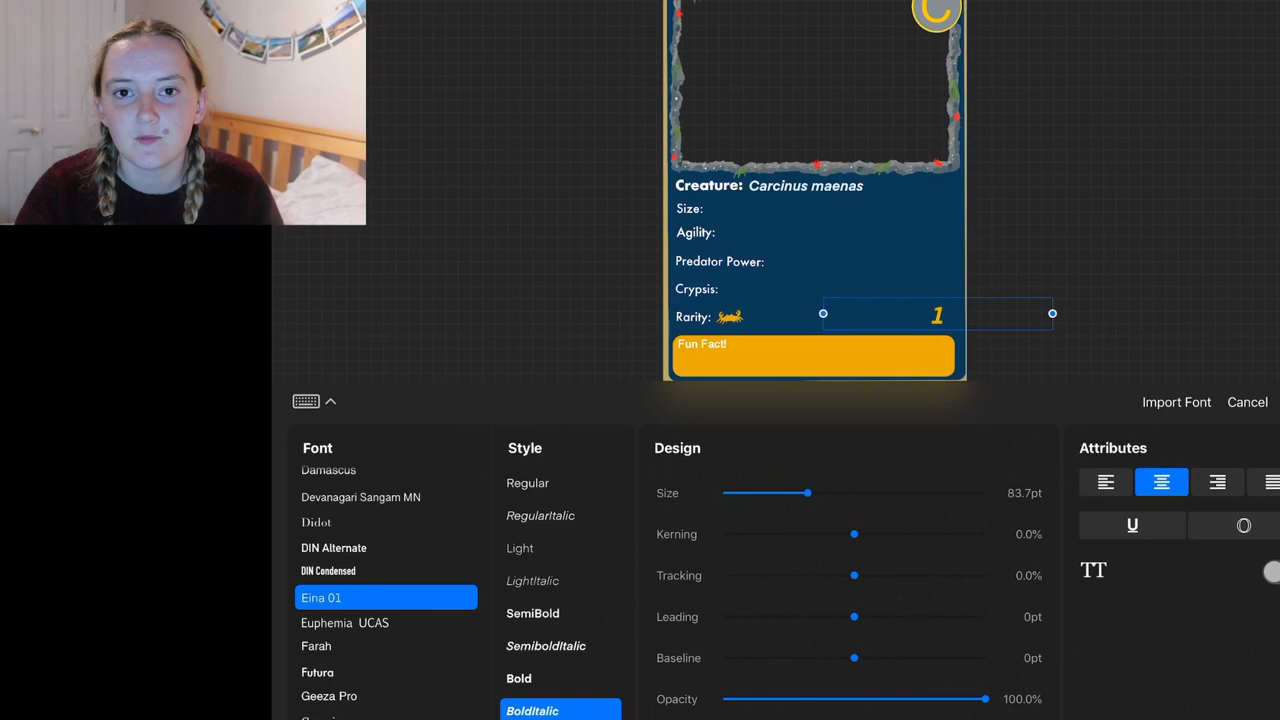 C
Creature: Carcinus maenas
Size:
Agility:
Predator Power:
Crypsis:
Rarity: 1
Fun Fact!
Import Font Cancel
Font
Damascus
Devanagari Sangam MN
Didot
DIN Alternate
DIN Condensed
Eina 01
Euphemia UCAS
Farah
Futura
Geeza Pro
Style
Regular
RegularItalic
Light
LightItalic
SemiBold
SemiboldItalic
Bold
BoldItalic
Design
Size 83.7pt
Kerning 0.0%
Tracking 0.0%
Leading 0pt
Baseline 0pt
Opacity 100.0%
Attributes
U O
TT